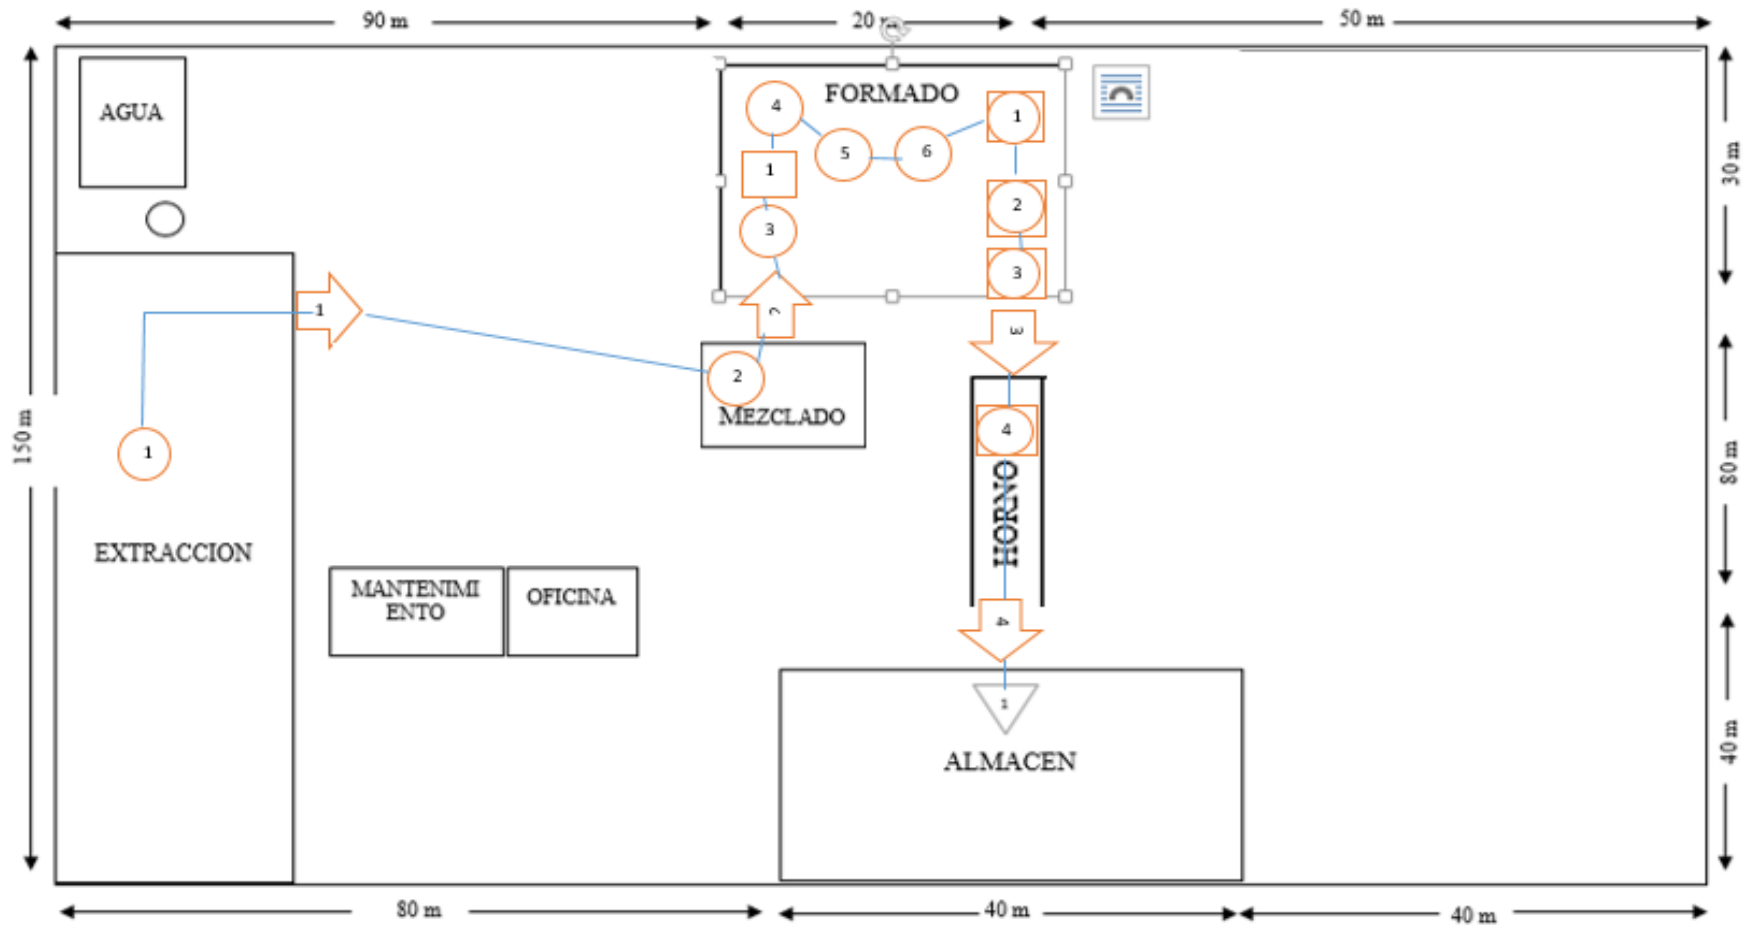 90 m
20 m
50 m
AGUA
FORMADO
4
5
6
1
1
3
2
3
30 m
1
2
MEZCLADO
3
4
HORNO
150 m
80 m
1
EXTRACCION
MANTENIMI
ENTO
OFICINA
4
1
ALMACEN
40 m
80 m
40 m
40 m